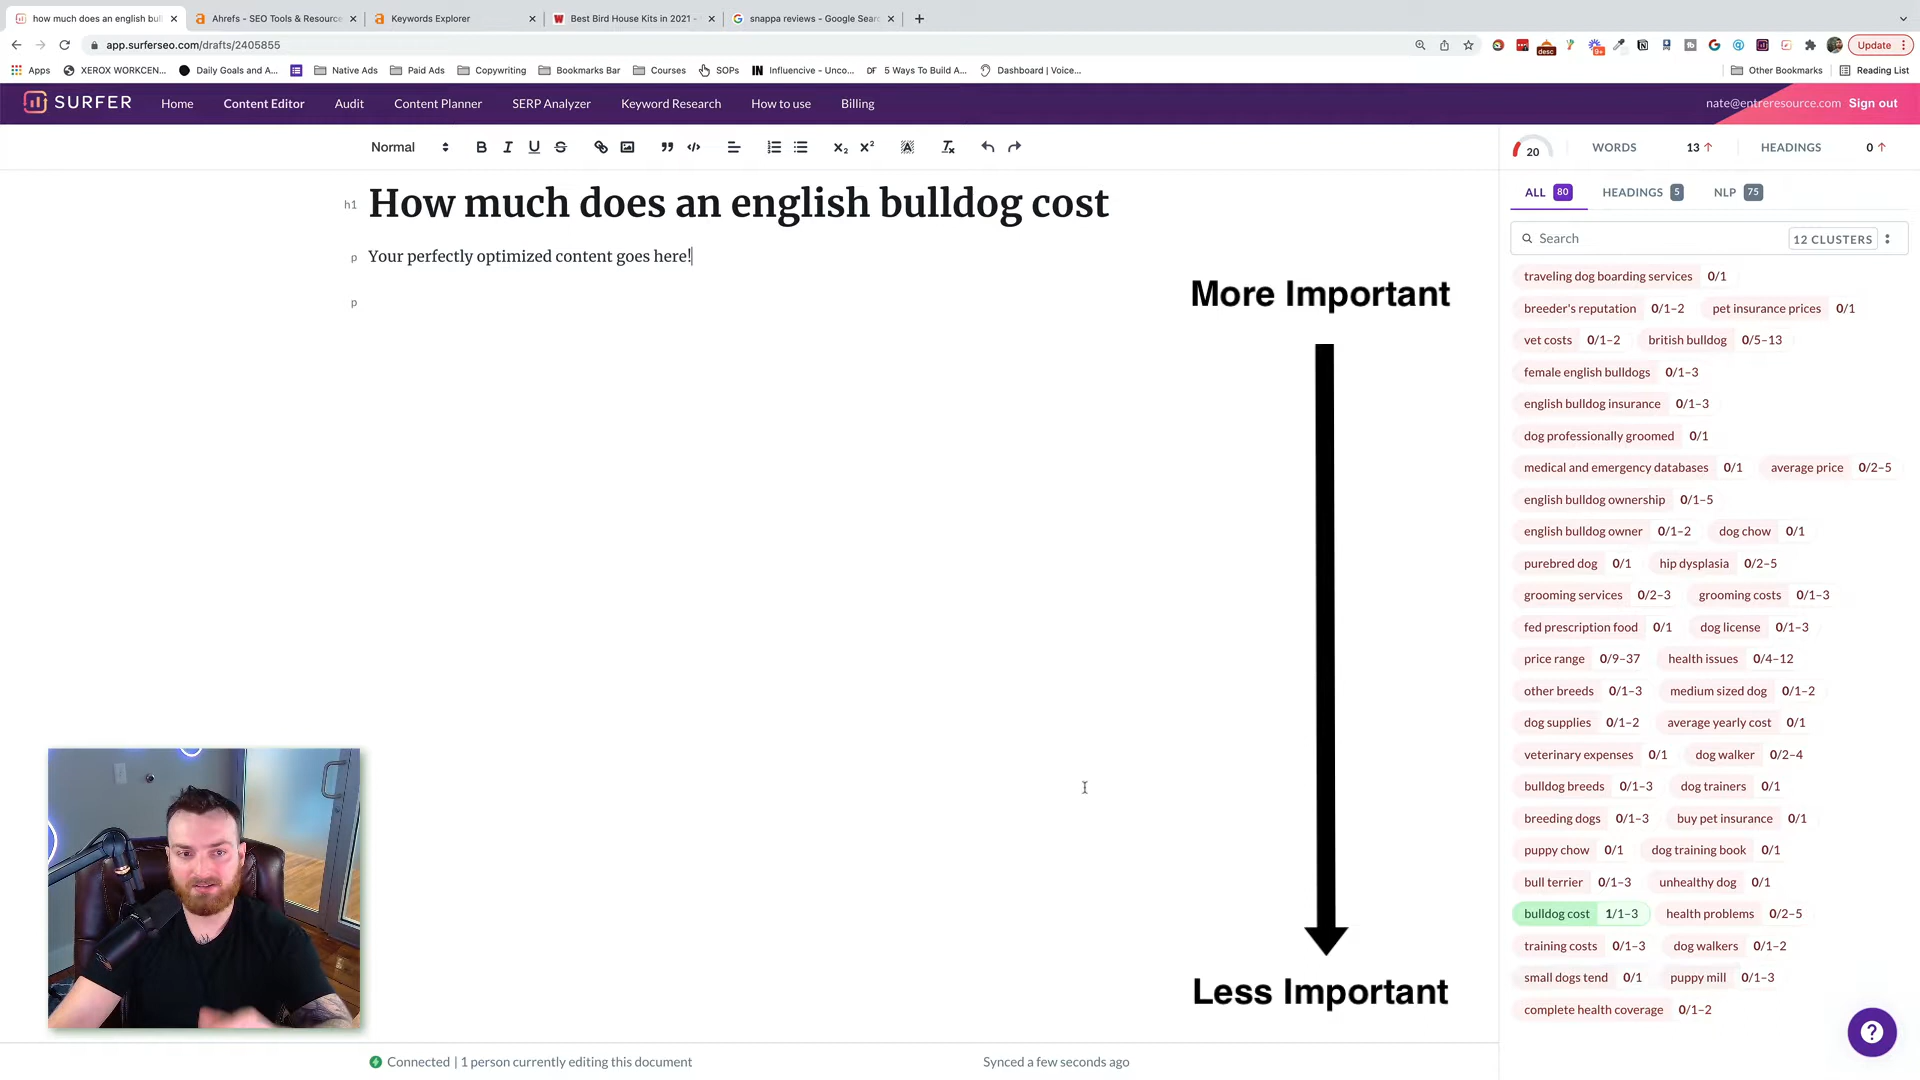 how much does an english bul
Ahrefs - SEO Tools & Resource
Keywords Explorer
Best Bird House Kits in 2021 -
snappa reviews - Google Searc
app.surferseo.com/drafts/2405855
Update
Apps
XEROX WORKCEN...
Daily Goals and A...
Native Ads
Paid Ads
Copywriting
Bookmarks Bar
Courses
SOPs
Influencive - Unco...
DF 5 Ways To Build A...
Dashboard | Voice...
Other Bookmarks
Reading List
SURFER
Home
Content Editor
Audit
Content Planner
SERP Analyzer
Keyword Research
How to use
Billing
nate@entreresource.com
Sign out
Normal
20
WORDS 13
HEADINGS 0
h1 How much does an english bulldog cost
p Your perfectly optimized content goes here!
p
More Important
Less Important
ALL 80
HEADINGS 5
NLP 75
Search
12 CLUSTERS
traveling dog boarding services 0/1
breeder's reputation 0/1–2 pet insurance prices 0/1
vet costs 0/1–2 british bulldog 0/5–13
female english bulldogs 0/1–3
english bulldog insurance 0/1–3
dog professionally groomed 0/1
medical and emergency databases 0/1 average price 0/2–5
english bulldog ownership 0/1–5
english bulldog owner 0/1–2 dog chow 0/1
purebred dog 0/1 hip dysplasia 0/2–5
grooming services 0/2–3 grooming costs 0/1–3
fed prescription food 0/1 dog license 0/1–3
price range 0/9–37 health issues 0/4–12
other breeds 0/1–3 medium sized dog 0/1–2
dog supplies 0/1–2 average yearly cost 0/1
veterinary expenses 0/1 dog walker 0/2–4
bulldog breeds 0/1–3 dog trainers 0/1
breeding dogs 0/1–3 buy pet insurance 0/1
puppy chow 0/1 dog training book 0/1
bull terrier 0/1–3 unhealthy dog 0/1
bulldog cost 1/1–3 health problems 0/2–5
training costs 0/1–3 dog walkers 0/1–2
small dogs tend 0/1 puppy mill 0/1–3
complete health coverage 0/1–2
Connected | 1 person currently editing this document
Synced a few seconds ago